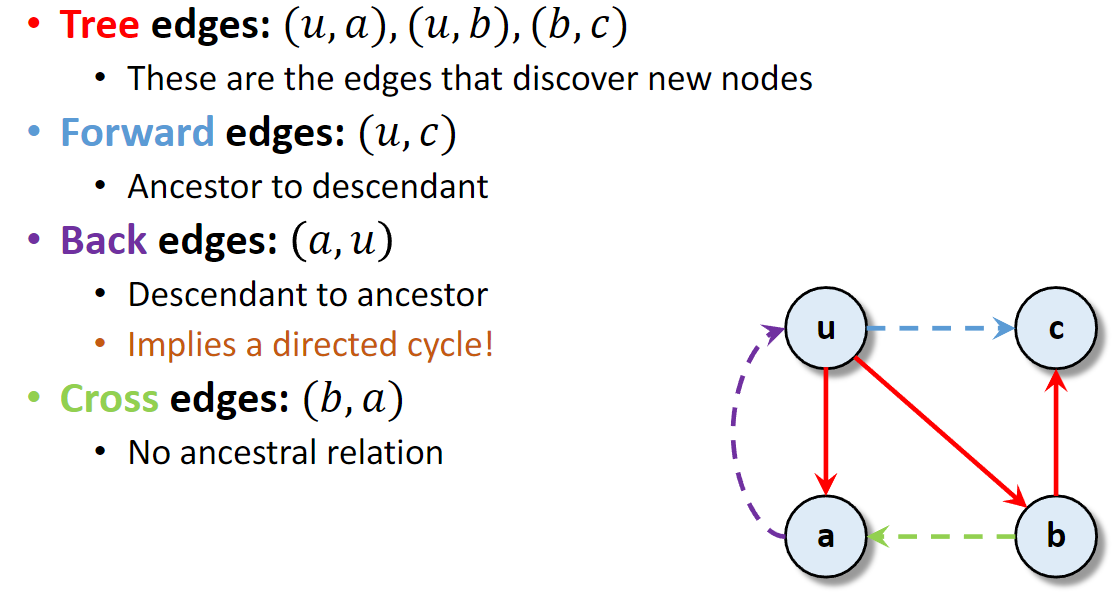 • Tree edges: (u, a), (u, b), (b, c)
• These are the edges that discover new nodes
• Forward edges: (u, c)
• Ancestor to descendant
• Back edges: (a, u)
• Descendant to ancestor
• Implies a directed cycle!
• Cross edges: (b, a)
• No ancestral relation
u
c
a
b